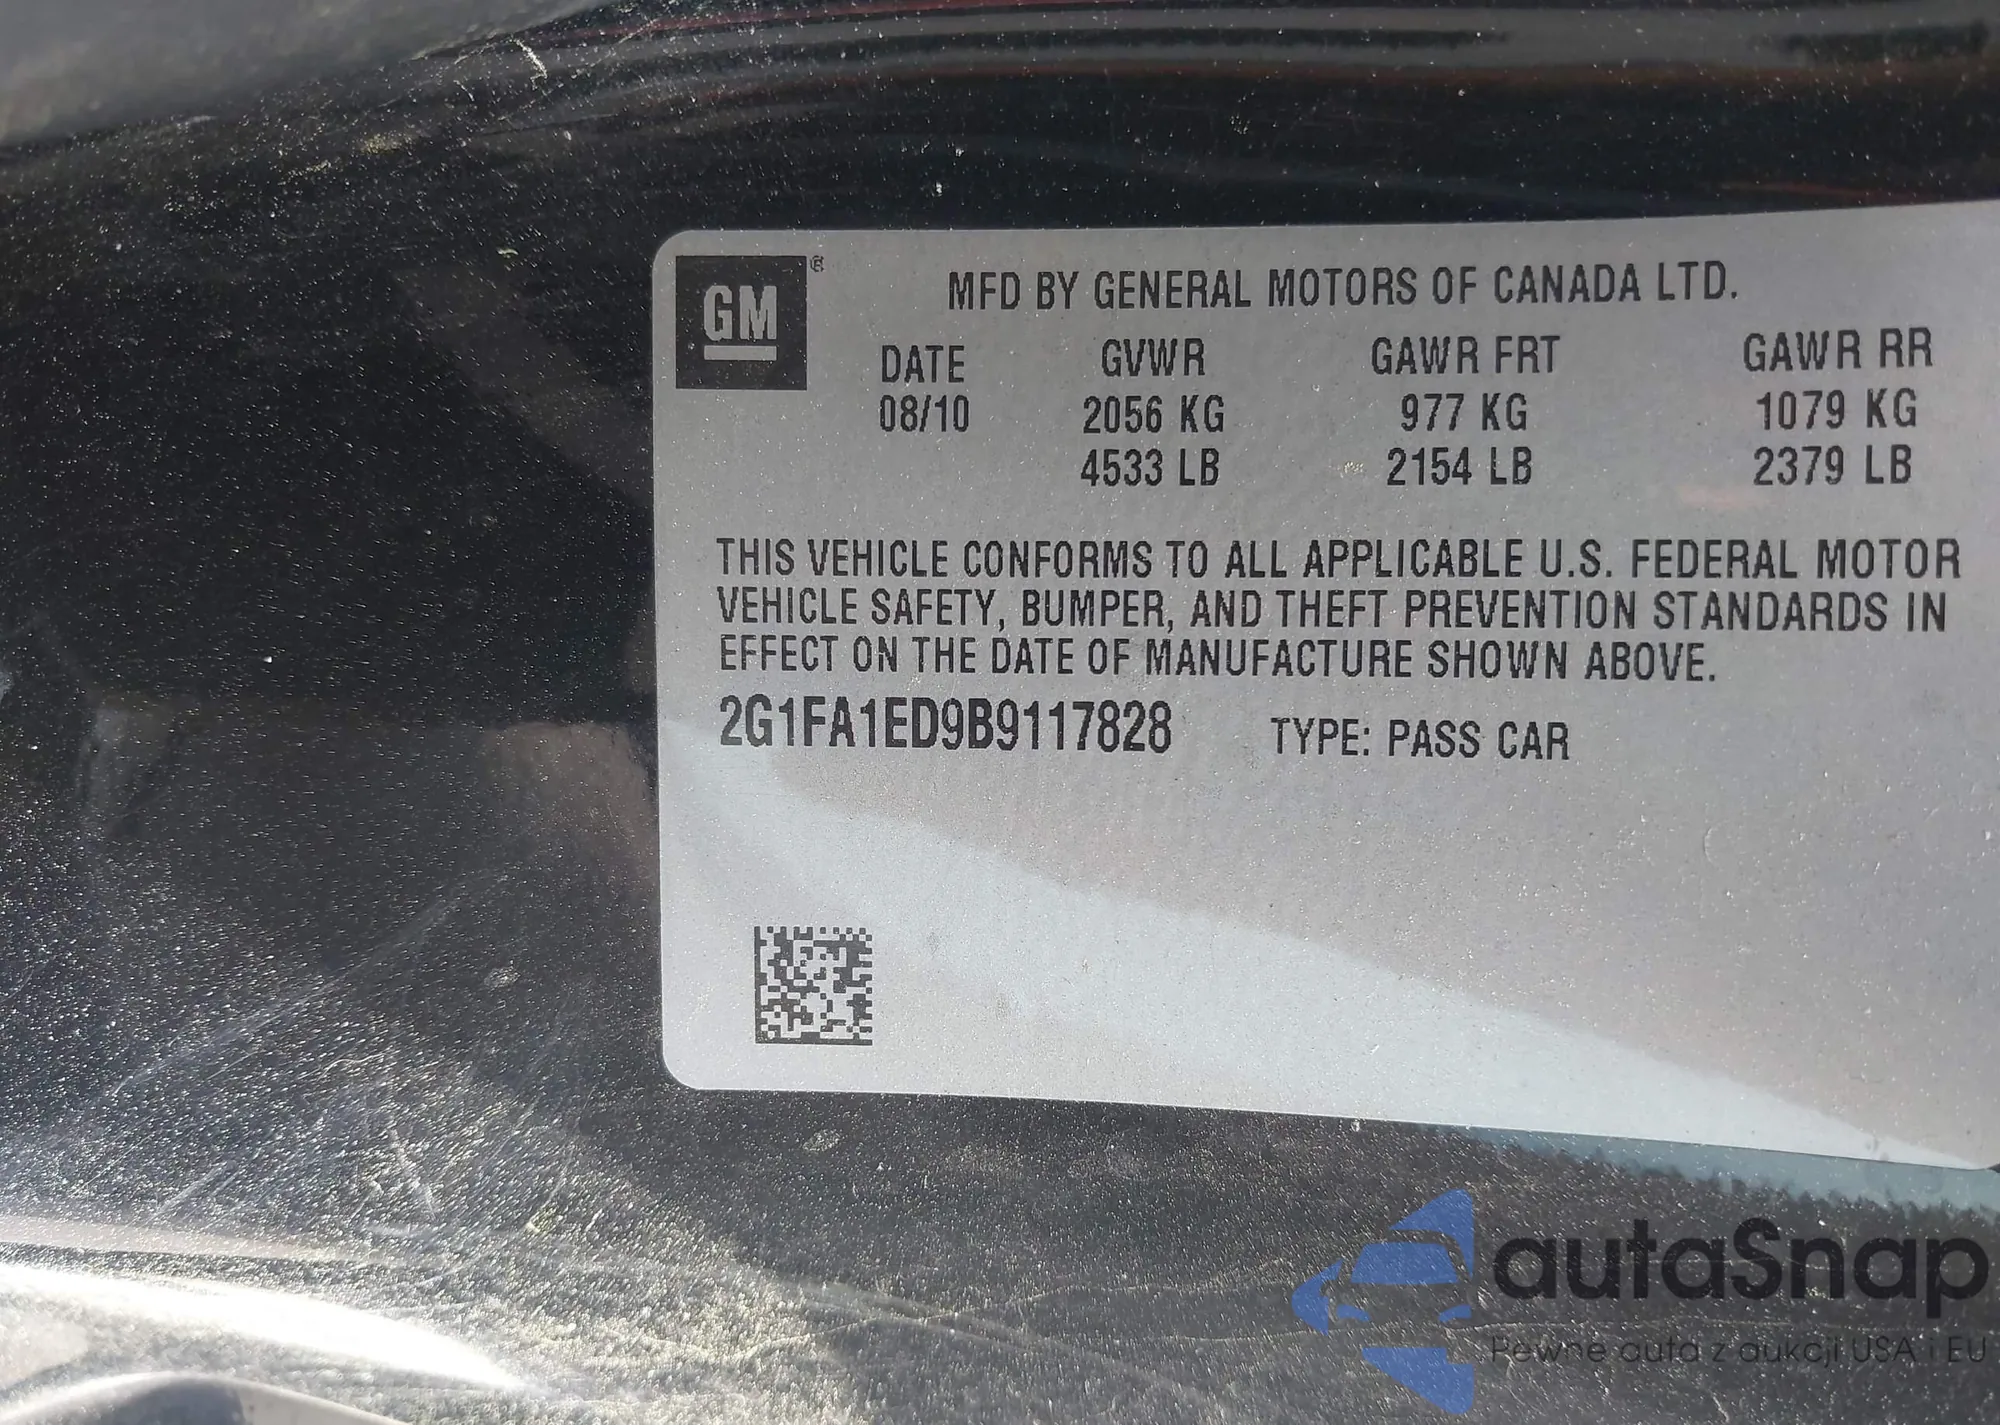 GM ®
MFD BY GENERAL MOTORS OF CANADA LTD.
DATE GVWR GAWR FRT GAWR RR
08/10 2056 KG 977 KG 1079 KG
4533 LB 2154 LB 2379 LB
THIS VEHICLE CONFORMS TO ALL APPLICABLE U.S. FEDERAL MOTOR
VEHICLE SAFETY, BUMPER, AND THEFT PREVENTION STANDARDS IN
EFFECT ON THE DATE OF MANUFACTURE SHOWN ABOVE.
2G1FA1ED9B9117828 TYPE: PASS CAR
autaSnap
Pewne auta z aukcji USA i EU